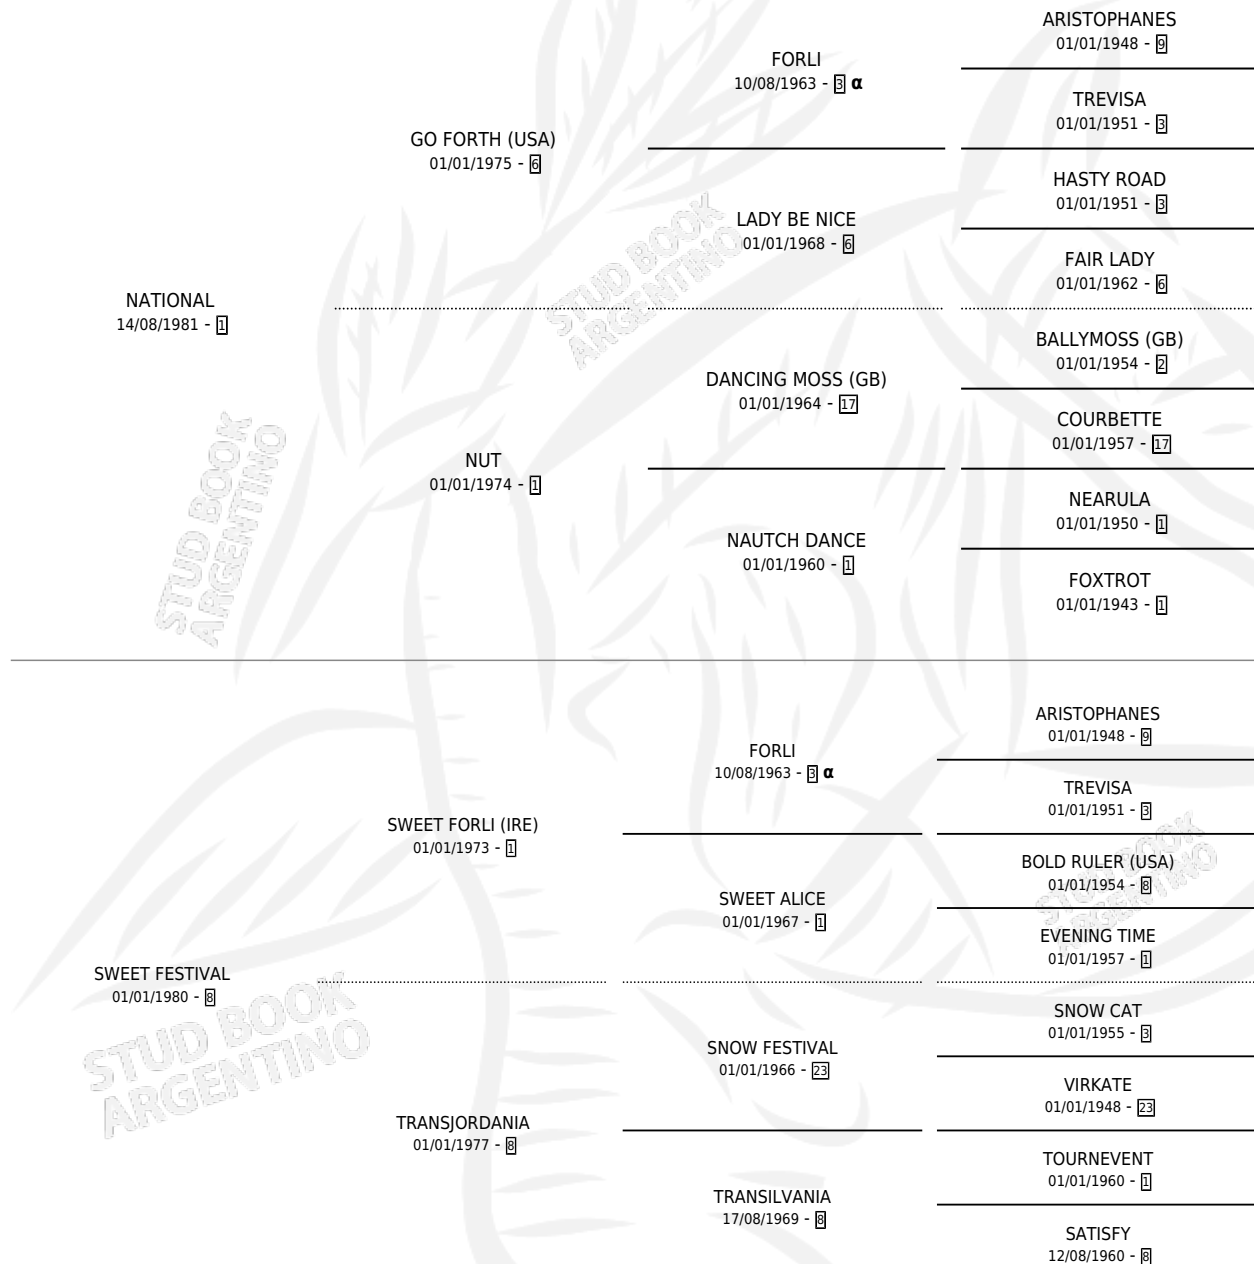 ARISTOPHANES
01/01/1948 - 9
FORLI
10/08/1963 - 3 α
TREVISA
01/01/1951 - 3
GO FORTH (USA)
01/01/1975 - 6
HASTY ROAD
01/01/1951 - 3
LADY BE NICE
01/01/1968 - 6
FAIR LADY
01/01/1962 - 6
NATIONAL
14/08/1981 - 1
BALLYMOSS (GB)
01/01/1954 - 2
DANCING MOSS (GB)
01/01/1964 - 17
COURBETTE
01/01/1957 - 17
NUT
01/01/1974 - 1
NEARULA
01/01/1950 - 1
NAUTCH DANCE
01/01/1960 - 1
FOXTROT
01/01/1943 - 1
ARISTOPHANES
01/01/1948 - 9
FORLI
10/08/1963 - 3 α
TREVISA
01/01/1951 - 3
SWEET FORLI (IRE)
01/01/1973 - 1
BOLD RULER (USA)
01/01/1954 - 8
SWEET ALICE
01/01/1967 - 1
EVENING TIME
01/01/1957 - 1
SWEET FESTIVAL
01/01/1980 - 8
SNOW CAT
01/01/1955 - 3
SNOW FESTIVAL
01/01/1966 - 23
VIRKATE
01/01/1948 - 23
TRANSJORDANIA
01/01/1977 - 8
TOURNEVENT
01/01/1960 - 1
TRANSILVANIA
17/08/1969 - 8
SATISFY
12/08/1960 - 8
STUD BOOK
ARGENTINO
STUD BOOK
ARGENTINO
STUD BOOK
ARGENTINO
STUD BOOK
ARGENTINO